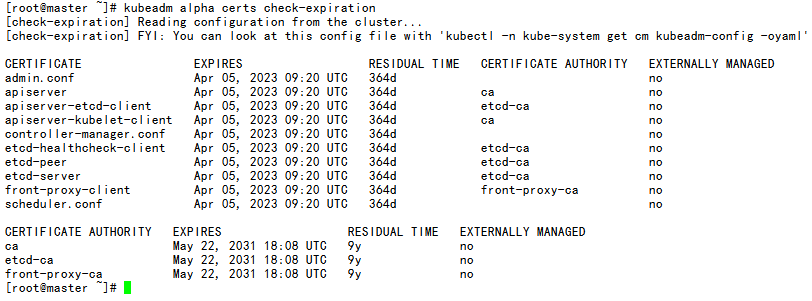 [root@master ~]# kubeadm alpha certs check-expiration
[check-expiration] Reading configuration from the cluster...
[check-expiration] FYI: You can look at this config file with 'kubectl -n kube-system get cm kubeadm-config -oyaml'
CERTIFICATE EXPIRES RESIDUAL TIME CERTIFICATE AUTHORITY EXTERNALLY MANAGED
admin.conf Apr 05, 2023 09:20 UTC 364d no
apiserver Apr 05, 2023 09:20 UTC 364d ca no
apiserver-etcd-client Apr 05, 2023 09:20 UTC 364d etcd-ca no
apiserver-kubelet-client Apr 05, 2023 09:20 UTC 364d ca no
controller-manager.conf Apr 05, 2023 09:20 UTC 364d no
etcd-healthcheck-client Apr 05, 2023 09:20 UTC 364d etcd-ca no
etcd-peer Apr 05, 2023 09:20 UTC 364d etcd-ca no
etcd-server Apr 05, 2023 09:20 UTC 364d etcd-ca no
front-proxy-client Apr 05, 2023 09:20 UTC 364d front-proxy-ca no
scheduler.conf Apr 05, 2023 09:20 UTC 364d no
CERTIFICATE AUTHORITY EXPIRES RESIDUAL TIME EXTERNALLY MANAGED
ca May 22, 2031 18:08 UTC 9y no
etcd-ca May 22, 2031 18:08 UTC 9y no
front-proxy-ca May 22, 2031 18:08 UTC 9y no
[root@master ~]#